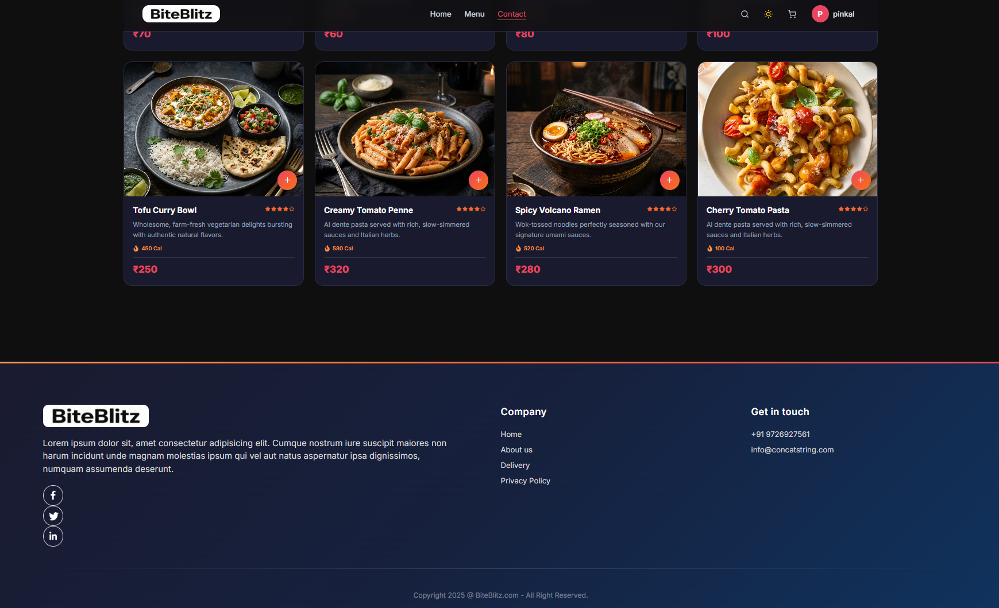 BiteBlitz
Home Menu Contact
P pinkal
₹70 ₹60 ₹80 ₹100
Tofu Curry Bowl
Wholesome, farm-fresh vegetarian delights bursting
with authentic natural flavors.
450 Cal
₹250
Creamy Tomato Penne
Al dente pasta served with rich, slow-simmered
sauces and Italian herbs.
580 Cal
₹320
Spicy Volcano Ramen
Wok-tossed noodles perfectly seasoned with our
signature umami sauces.
520 Cal
₹280
Cherry Tomato Pasta
Al dente pasta served with rich, slow-simmered
sauces and Italian herbs.
100 Cal
₹300
BiteBlitz
Lorem ipsum dolor sit, amet consectetur adipisicing elit. Cumque nostrum iure suscipit maiores non
harum incidunt unde magnam molestias ipsum qui vel aut natus aspernatur ipsa dignissimos,
numquam assumenda deserunt.
Company
Home
About us
Delivery
Privacy Policy
Get in touch
+91 9726927561
info@concatstring.com
Copyright 2025 @ BiteBlitz.com - All Right Reserved.